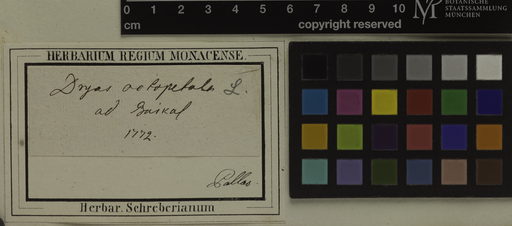 0 1 2 3 4 5 6 7 8 9 10
cm
copyright reserved
BOTANISCHE
STAATSSAMMLUNG
MÜNCHEN
HERBARIUM REGIUM MONACENSE.
Dryas octopetala L.
ad Baikal
1772.
Pallas.
Herbar. Schreberianum